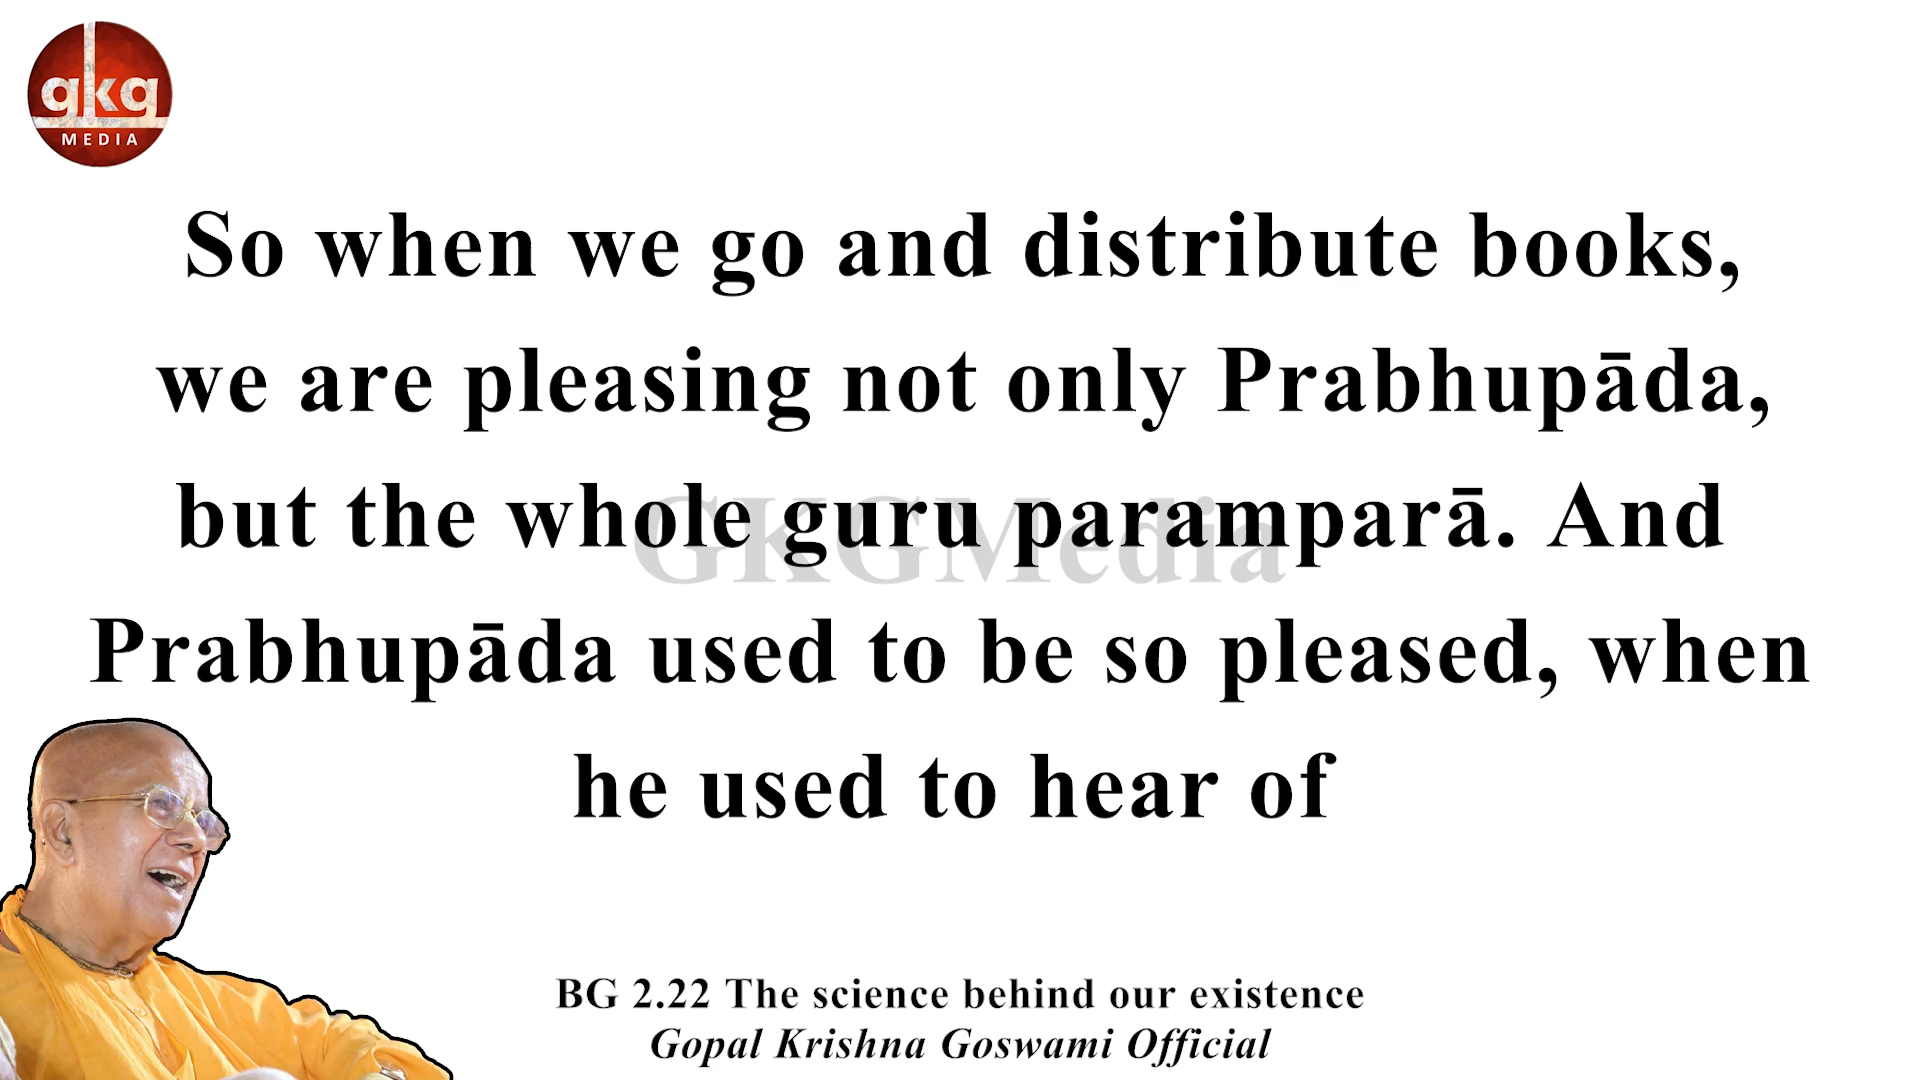 gkg
MEDIA
So when we go and distribute books,
we are pleasing not only Prabhupāda,
but the whole guru paramparā. And
GKGMedia
Prabhupāda used to be so pleased, when
he used to hear of
BG 2.22 The science behind our existence
Gopal Krishna Goswami Official